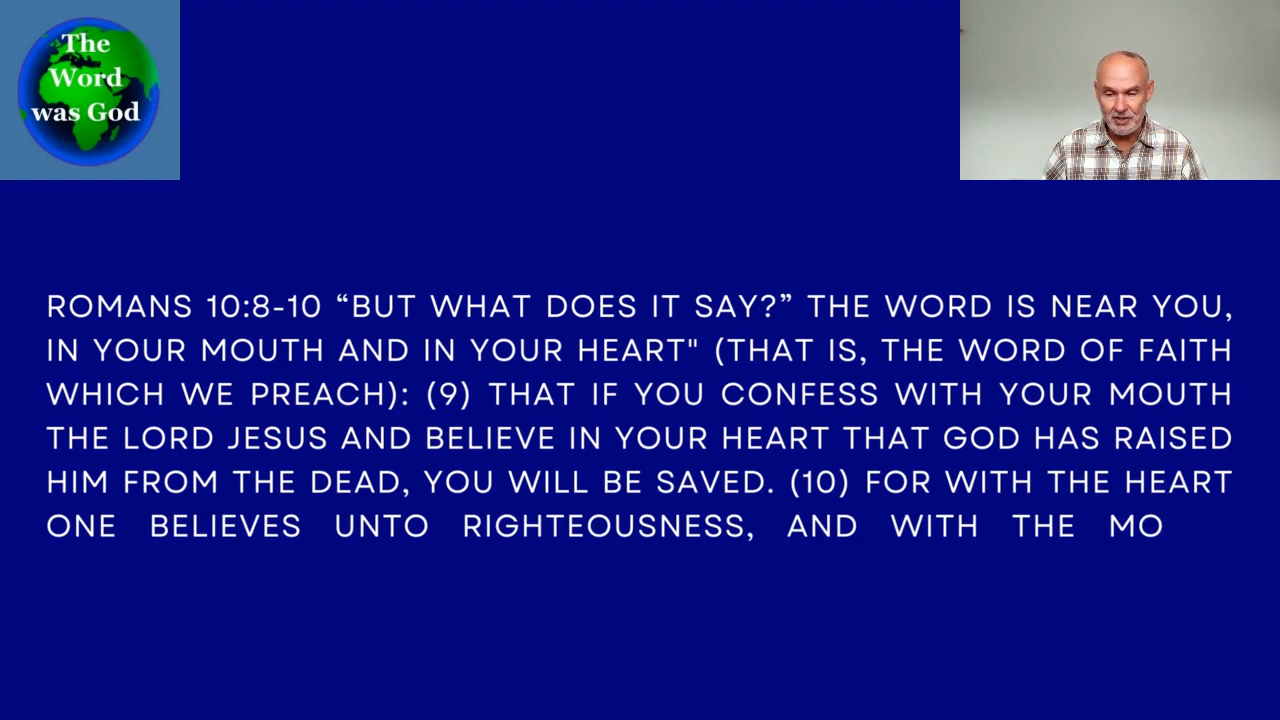 The
Word
was God
ROMANS 10:8-10 “BUT WHAT DOES IT SAY?” THE WORD IS NEAR YOU,
IN YOUR MOUTH AND IN YOUR HEART" (THAT IS, THE WORD OF FAITH
WHICH WE PREACH): (9) THAT IF YOU CONFESS WITH YOUR MOUTH
THE LORD JESUS AND BELIEVE IN YOUR HEART THAT GOD HAS RAISED
HIM FROM THE DEAD, YOU WILL BE SAVED. (10) FOR WITH THE HEART
ONE BELIEVES UNTO RIGHTEOUSNESS, AND WITH THE MO